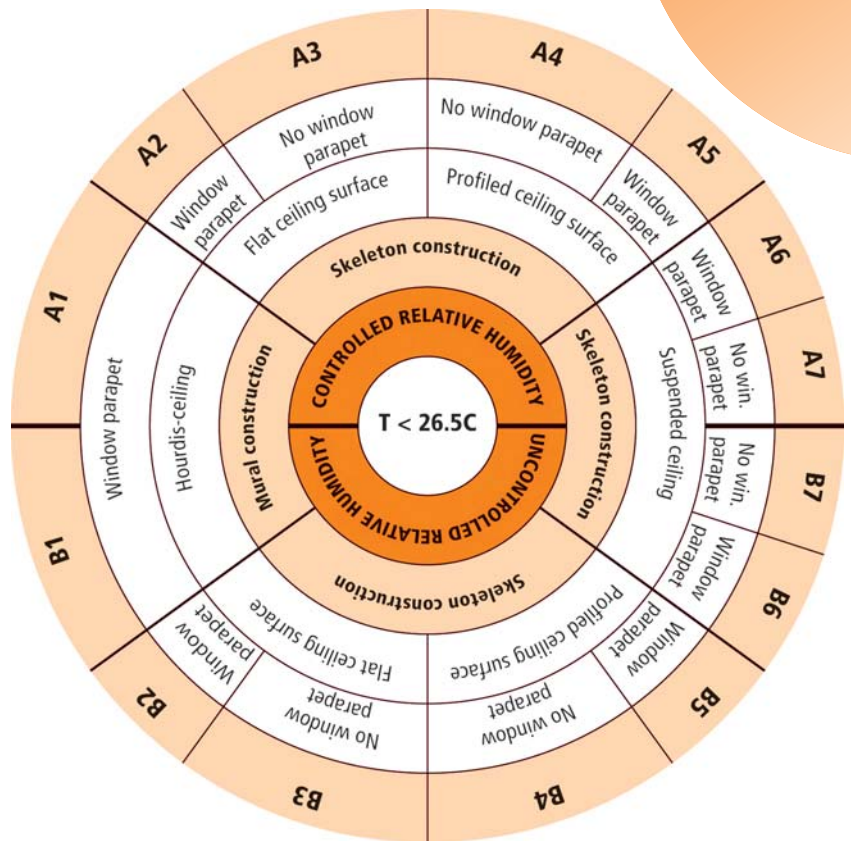 A1
A2
A3
A4
A5
A6
A7
B7
B6
B5
B4
B3
B2
B1
Window parapet
Window
parapet
No window
parapet
No window parapet
Window
parapet
Window
parapet
No win.
parapet
No win.
parapet
Window
parapet
Window
parapet
No window
parapet
No window
parapet
Window
parapet
Hourdis-ceiling
Flat ceiling surface
Profiled ceiling surface
Suspended ceiling
Profiled ceiling surface
Flat ceiling surface
Mural construction
Skeleton construction
Skeleton construction
Skeleton construction
CONTROLLED RELATIVE HUMIDITY
UNCONTROLLED RELATIVE HUMIDITY
T < 26.5C